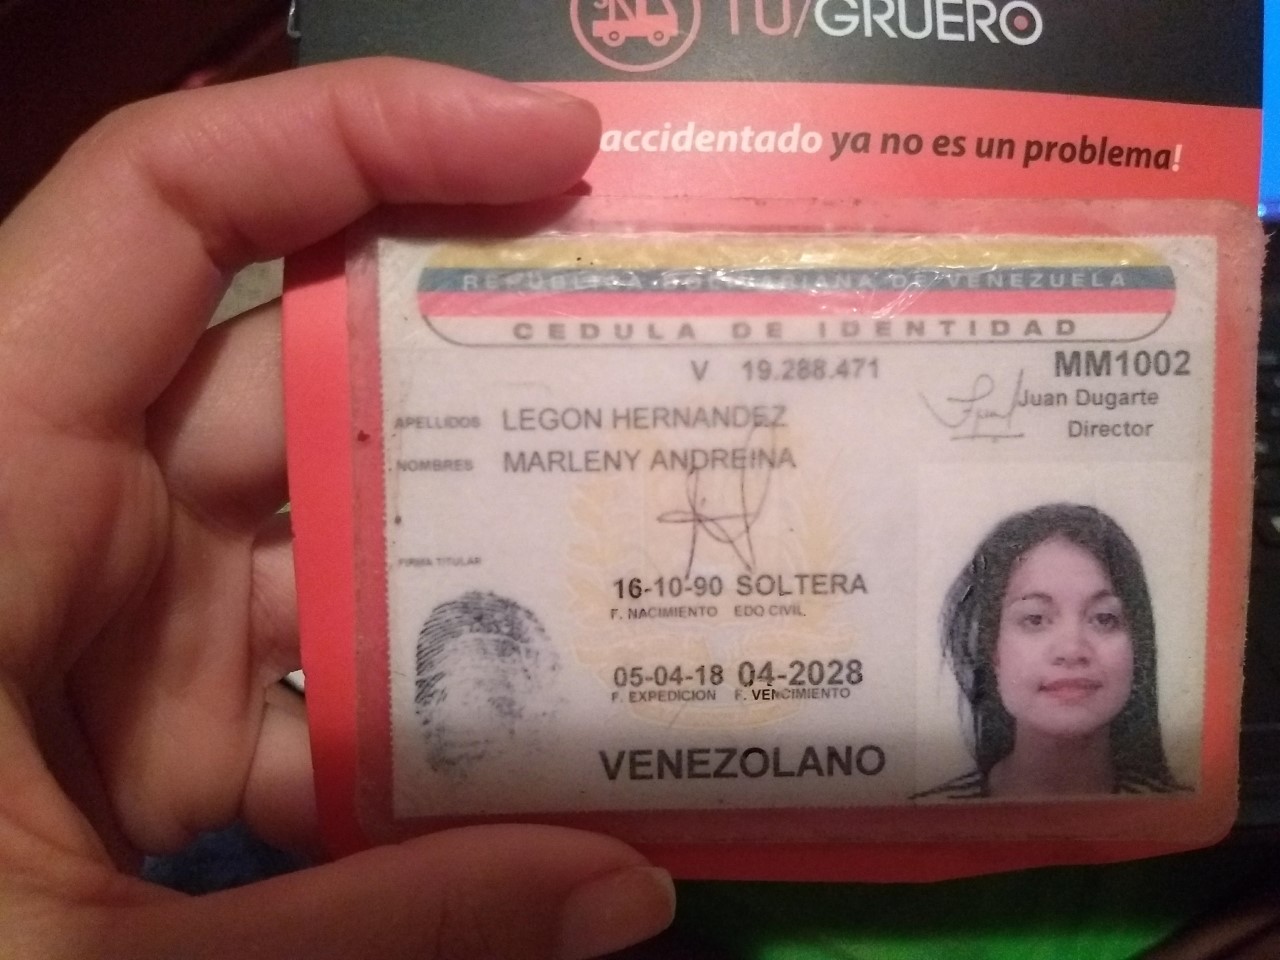 TU/GRUERO
accidentado ya no es un problema!
REPUBLICA BOLIVARIANA DE VENEZUELA
CEDULA DE IDENTIDAD
V 19.288.471
MM1002
Juan Dugarte
Director
APELLIDOS LEGON HERNANDEZ
NOMBRES MARLENY ANDREINA
FIRMA TITULAR
16-10-90 SOLTERA
F. NACIMIENTO EDO CIVIL
05-04-18 04-2028
F. EXPEDICION F. VENCIMIENTO
VENEZOLANO